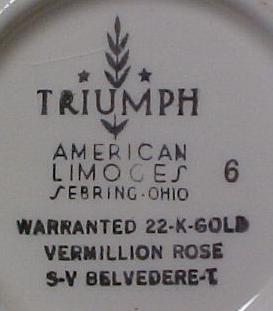 TRIUMPH
AMERICAN
LIMOGES
SEBRING·OHIO
6
WARRANTED 22-K-GOLD
VERMILLION ROSE
S-V BELVEDERE-T.